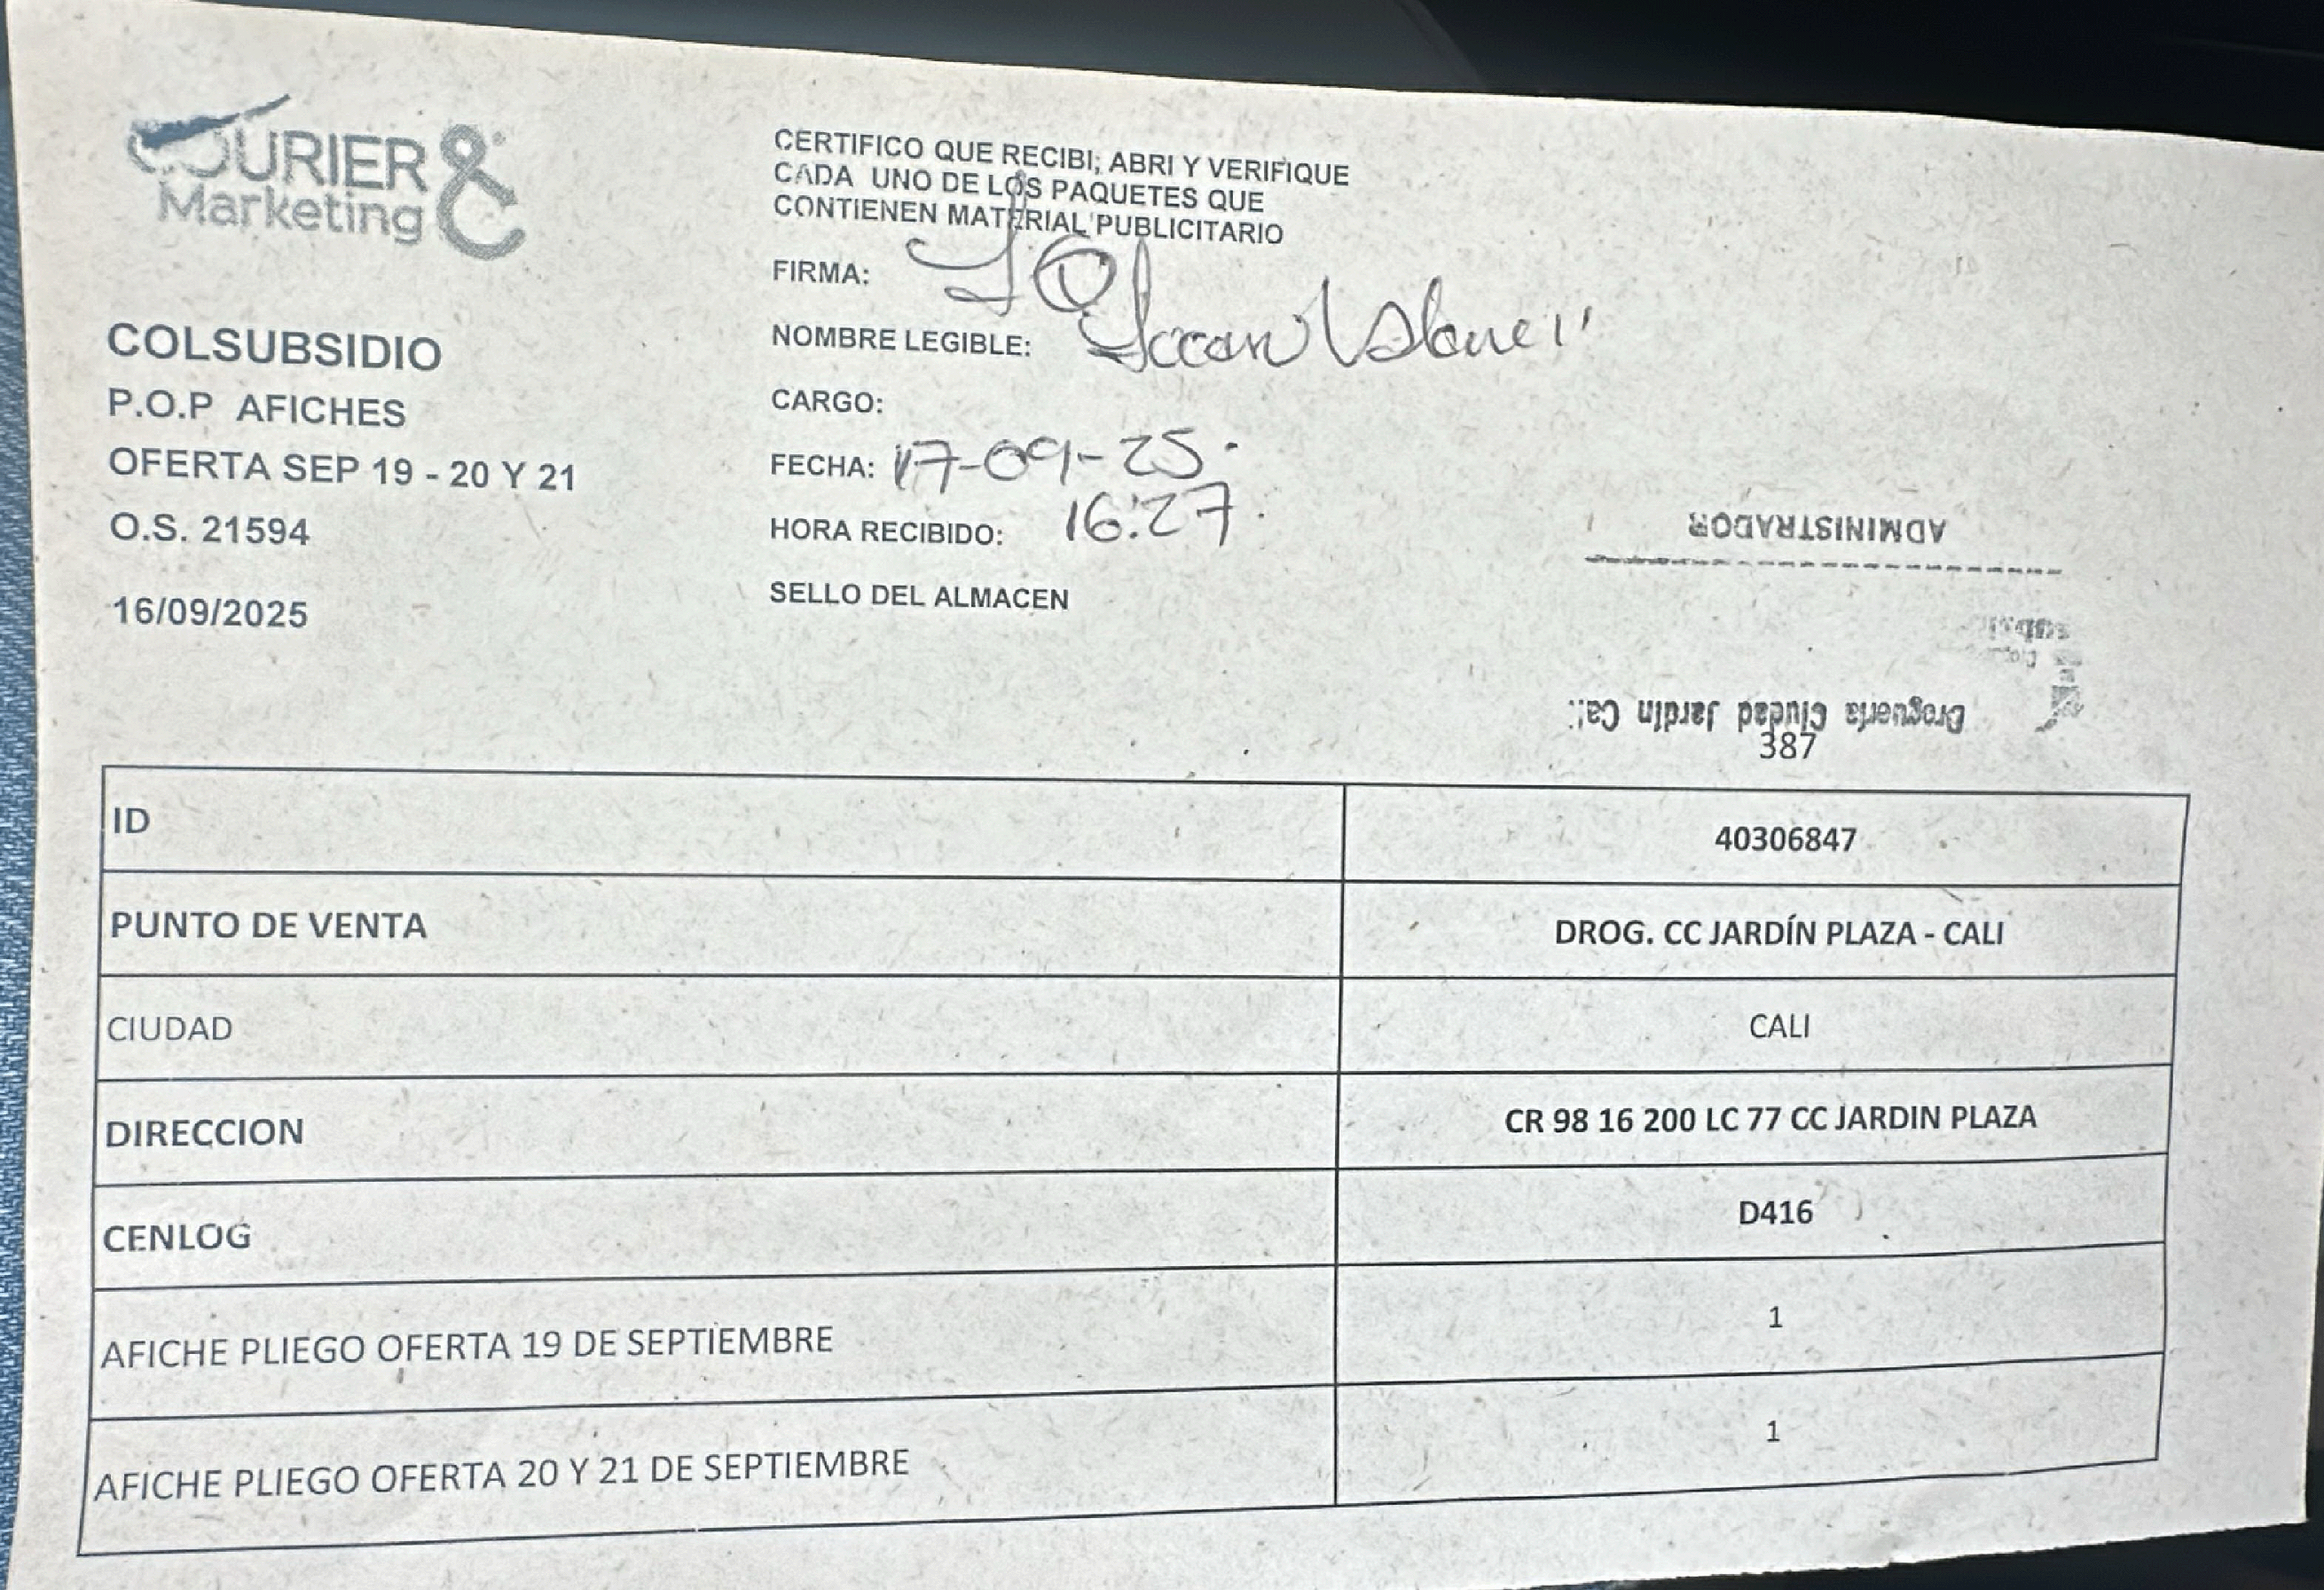 COURIER &
Marketing
COLSUBSIDIO
P.O.P AFICHES
OFERTA SEP 19 - 20 Y 21
O.S. 21594
16/09/2025
CERTIFICO QUE RECIBI; ABRI Y VERIFIQUE
CADA UNO DE LOS PAQUETES QUE
CONTIENEN MATERIAL PUBLICITARIO
FIRMA:
NOMBRE LEGIBLE:
CARGO:
FECHA: 17-09-25.
HORA RECIBIDO: 16:27.
SELLO DEL ALMACEN
ADMINISTRADOR
Droguería Ciudad Jardín Cali
387
ID 40306847
PUNTO DE VENTA DROG. CC JARDÍN PLAZA - CALI
CIUDAD CALI
DIRECCION CR 98 16 200 LC 77 CC JARDIN PLAZA
CENLOG D416
AFICHE PLIEGO OFERTA 19 DE SEPTIEMBRE 1
AFICHE PLIEGO OFERTA 20 Y 21 DE SEPTIEMBRE 1